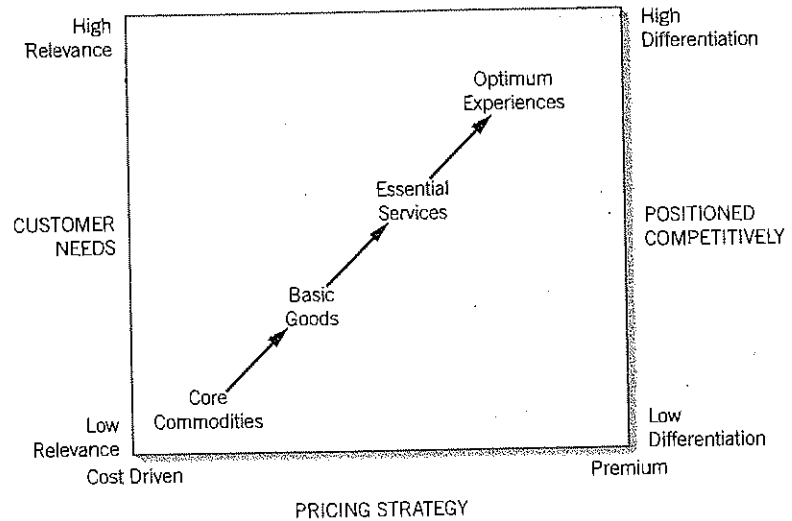 High
Relevance
High
Differentiation
Optimum
Experiences
Essential
Services
CUSTOMER
NEEDS
POSITIONED
COMPETITIVELY
Basic
Goods
Core
Commodities
Low
Relevance
Low
Differentiation
Cost Driven
Premium
PRICING STRATEGY